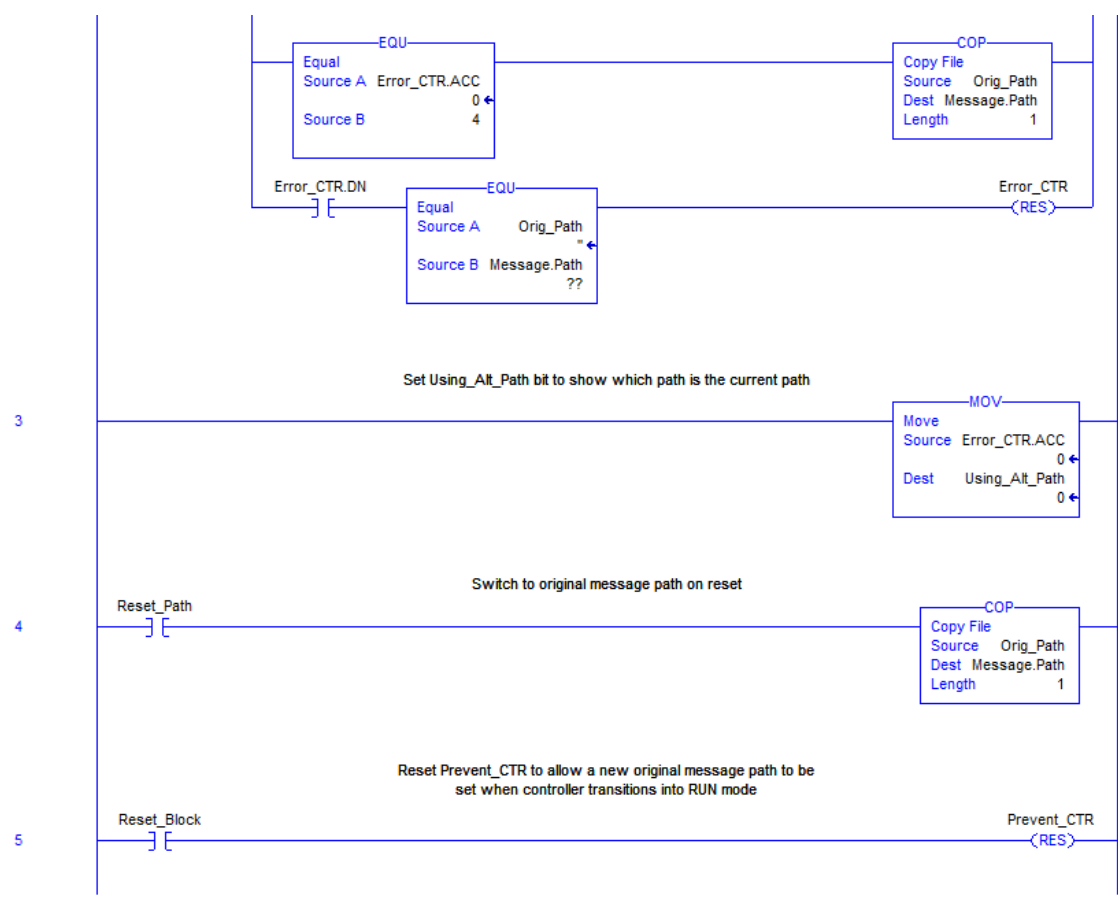 EQU
Equal
Source A Error_CTR.ACC
0
Source B 4
COP
Copy File
Source Orig_Path
Dest Message.Path
Length 1
Error_CTR.DN
EQU
Equal
Source A Orig_Path
''
Source B Message.Path
??
Error_CTR
RES
Set Using_Alt_Path bit to show which path is the current path
3
MOV
Move
Source Error_CTR.ACC
0
Dest Using_Alt_Path
0
Switch to original message path on reset
4
Reset_Path
COP
Copy File
Source Orig_Path
Dest Message.Path
Length 1
Reset Prevent_CTR to allow a new original message path to be
set when controller transitions into RUN mode
5
Reset_Block
Prevent_CTR
RES